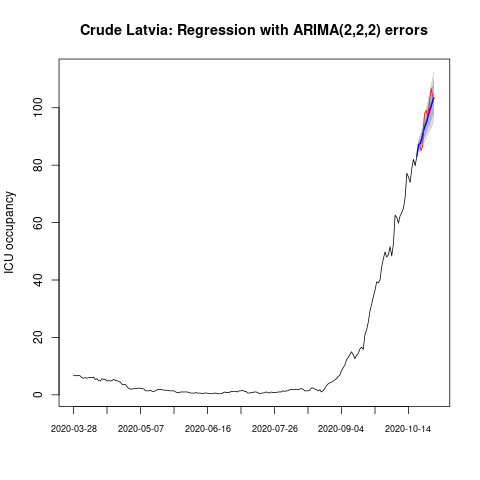 Crude Latvia: Regression with ARIMA(2,2,2) errors
ICU occupancy
100
80
60
40
20
0
2020-03-28 2020-05-07 2020-06-16 2020-07-26 2020-09-04 2020-10-14